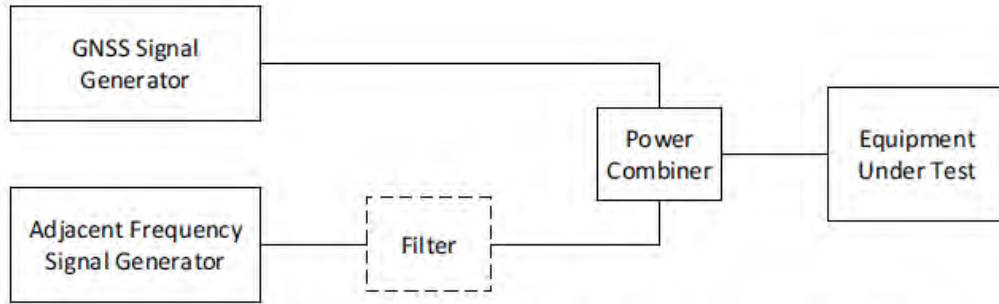 GNSS Signal
Generator
Power
Combiner
Equipment
Under Test
Adjacent Frequency
Signal Generator
Filter